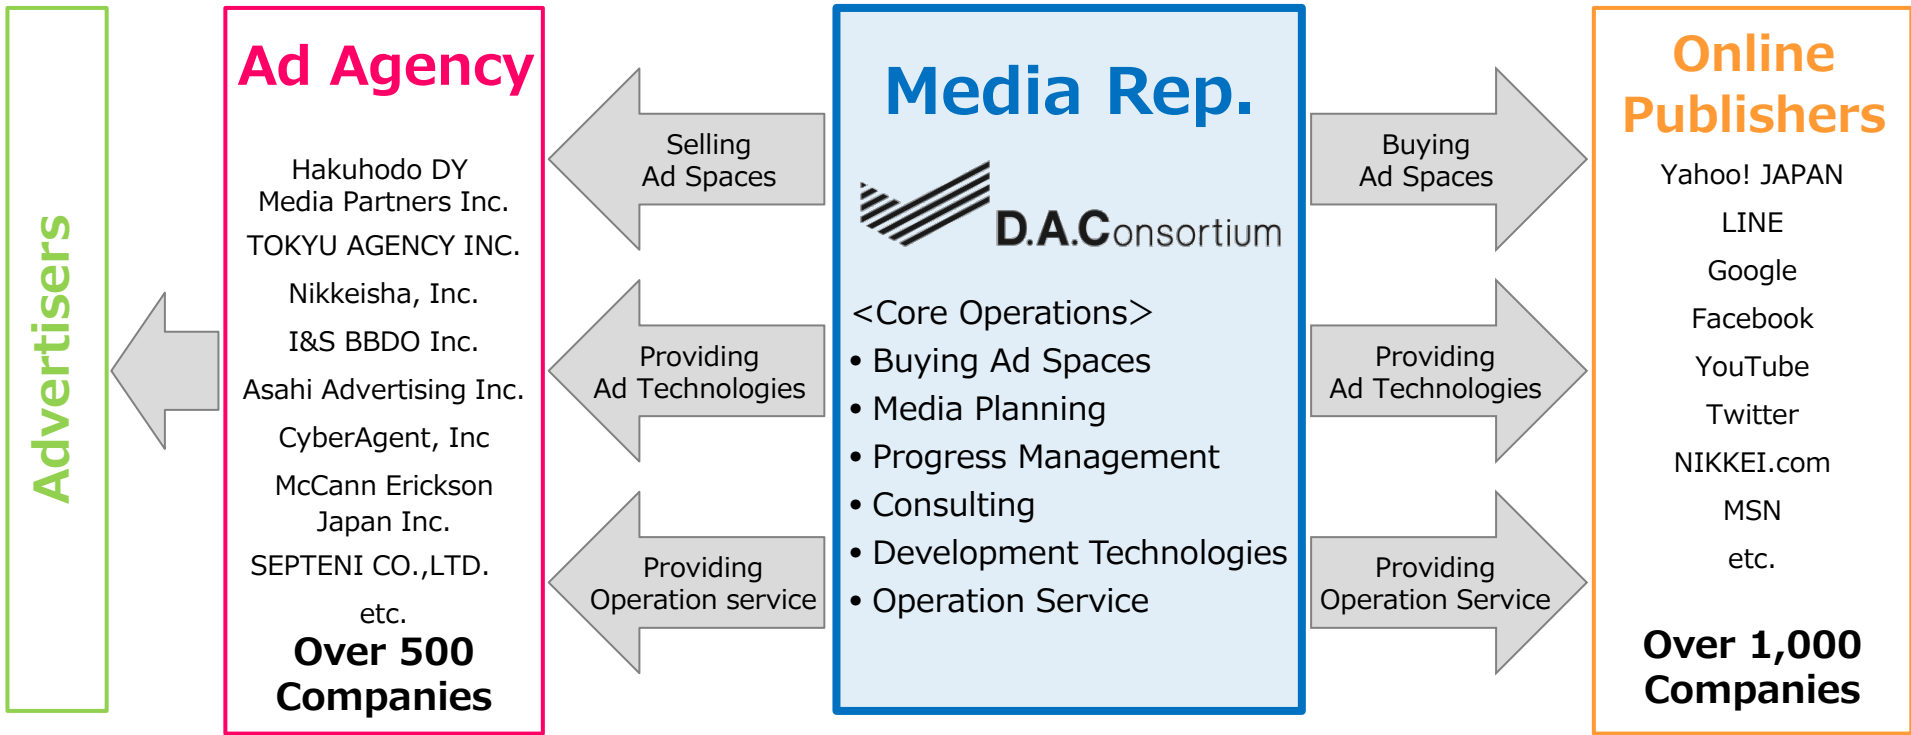 Advertisers
Ad Agency
Hakuhodo DY
Media Partners Inc.
TOKYU AGENCY INC.
Nikkeisha, Inc.
I&S BBDO Inc.
Asahi Advertising Inc.
CyberAgent, Inc
McCann Erickson
Japan Inc.
SEPTENI CO.,LTD.
etc.
Over 500
Companies
Selling
Ad Spaces
Providing
Ad Technologies
Providing
Operation service
Media Rep.
D.A.Consortium
<Core Operations＞
• Buying Ad Spaces
• Media Planning
• Progress Management
• Consulting
• Development Technologies
• Operation Service
Buying
Ad Spaces
Providing
Ad Technologies
Providing
Operation Service
Online
Publishers
Yahoo! JAPAN
LINE
Google
Facebook
YouTube
Twitter
NIKKEI.com
MSN
etc.
Over 1,000
Companies